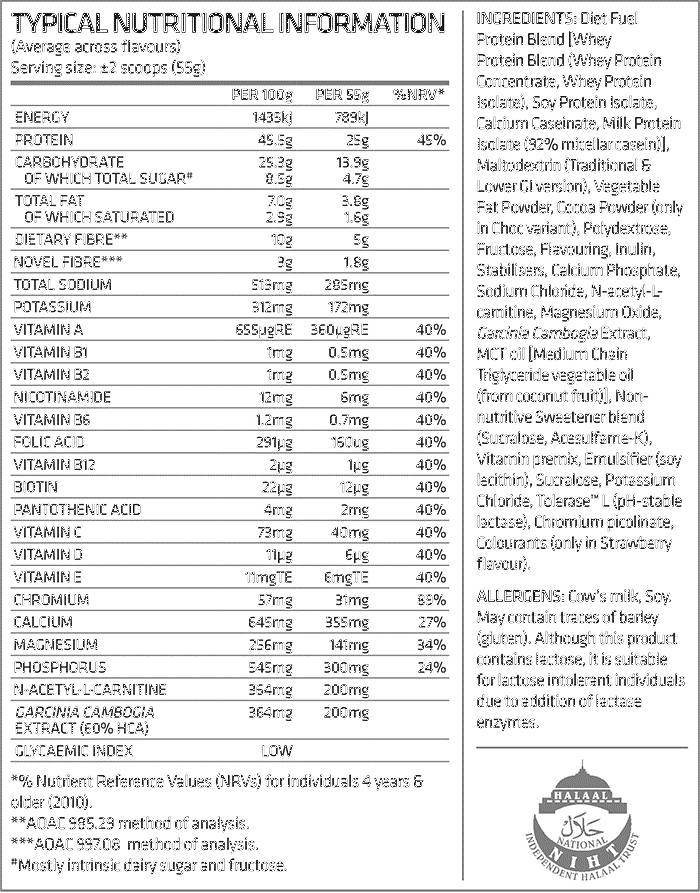 TYPICAL NUTRITIONAL INFORMATION
(Average across flavours)
Serving size: ±2 scoops (55g)
PER 100g PER 55g %NRV*
ENERGY 1435kJ 789kJ
PROTEIN 45.5g 25g 45%
CARBOHYDRATE 25.3g 13.9g
OF WHICH TOTAL SUGAR# 8.5g 4.7g
TOTAL FAT 7.0g 3.8g
OF WHICH SATURATED 2.9g 1.6g
DIETARY FIBRE** 10g 5g
NOVEL FIBRE*** 3g 1.8g
TOTAL SODIUM 519mg 285mg
POTASSIUM 312mg 172mg
VITAMIN A 655µgRE 360µgRE 40%
VITAMIN B1 1mg 0.5mg 40%
VITAMIN B2 1mg 0.5mg 40%
NICOTINAMIDE 12mg 6mg 40%
VITAMIN B6 1.2mg 0.7mg 40%
FOLIC ACID 291µg 160µg 40%
VITAMIN B12 2µg 1µg 40%
BIOTIN 22µg 12µg 40%
PANTOTHENIC ACID 4mg 2mg 40%
VITAMIN C 73mg 40mg 40%
VITAMIN D 11µg 6µg 40%
VITAMIN E 11mgTE 6mgTE 40%
CHROMIUM 57mg 31mg 89%
CALCIUM 645mg 355mg 27%
MAGNESIUM 256mg 141mg 34%
PHOSPHORUS 545mg 300mg 24%
N-ACETYL-L-CARNITINE 364mg 200mg
GARCINIA CAMBOGIA 364mg 200mg
EXTRACT (60% HCA)
GLYCAEMIC INDEX LOW
*% Nutrient Reference Values (NRVs) for individuals 4 years &
older (2010).
**AOAC 985.29 method of analysis.
***AOAC 997.08 method of analysis.
#Mostly intrinsic dairy sugar and fructose.
INGREDIENTS: Diet Fuel
Protein Blend [Whey
Protein Blend (Whey Protein
Concentrate, Whey Protein
Isolate), Soy Protein Isolate,
Calcium Caseinate, Milk Protein
Isolate (92% micellar casein)],
Maltodextrin (Traditional &
Lower GI version), Vegetable
Fat Powder, Cocoa Powder (only
in Choc variant), Polydextrose,
Fructose, Flavouring, Inulin,
Stabilisers, Calcium Phosphate,
Sodium Chloride, N-acetyl-L-
carnitine, Magnesium Oxide,
Garcinia Cambogia Extract,
MCT oil [Medium Chain
Triglyceride vegetable oil
(from coconut fruit)], Non-
nutritive Sweetener blend
(Sucralose, Acesulfame-K),
Vitamin premix, Emulsifier (soy
lecithin), Sucralose, Potassium
Chloride, Tolerase™ L (pH-stable
lactase), Chromium picolinate,
Colourants (only in Strawberry
flavour).
ALLERGENS: Cow's milk, Soy.
May contain traces of barley
(gluten). Although this product
contains lactose, it is suitable
for lactose intolerant individuals
due to addition of lactase
enzymes.
HALAAL
حلال
NATIONAL
NIHT
INDEPENDENT HALAAL TRUST